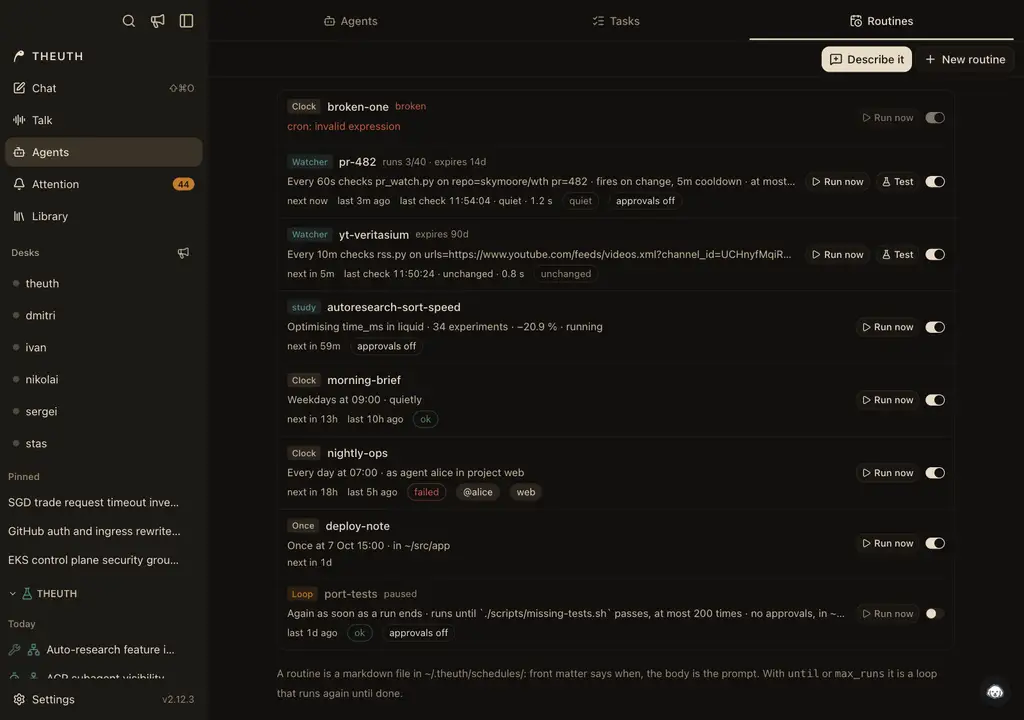 THEUTH
Chat ⇧⌘O
Talk
Agents
Attention 44
Library
Desks
theuth
dmitri
ivan
nikolai
sergei
stas
Pinned
SGD trade request timeout inve...
GitHub auth and ingress rewrite...
EKS control plane security grou...
THEUTH
Today
Auto-research feature i...
ACP subagent visibility
Settings v2.12.3
Agents Tasks Routines
Describe it + New routine
Clock broken-one broken
cron: invalid expression
Run now
Watcher pr-482 runs 3/40 · expires 14d
Every 60s checks pr_watch.py on repo=skymoore/wth pr=482 · fires on change, 5m cooldown · at most...
next now last 3m ago last check 11:54:04 · quiet · 1.2 s quiet approvals off
Run now Test
Watcher yt-veritasium expires 90d
Every 10m checks rss.py on urls=https://www.youtube.com/feeds/videos.xml?channel_id=UCHnyfMqiR...
next in 5m last check 11:50:24 · unchanged · 0.8 s unchanged
Run now Test
study autoresearch-sort-speed
Optimising time_ms in liquid · 34 experiments · −20.9 % · running
next in 59m approvals off
Run now
Clock morning-brief
Weekdays at 09:00 · quietly
next in 13h last 10h ago ok
Run now
Clock nightly-ops
Every day at 07:00 · as agent alice in project web
next in 18h last 5h ago failed @alice web
Run now
Once deploy-note
Once at 7 Oct 15:00 · in ~/src/app
next in 1d
Run now
Loop port-tests paused
Again as soon as a run ends · runs until `./scripts/missing-tests.sh` passes, at most 200 times · no approvals, in ~...
last 1d ago ok approvals off
Run now
A routine is a markdown file in ~/.theuth/schedules/: front matter says when, the body is the prompt. With until or max_runs it is a loop
that runs again until done.